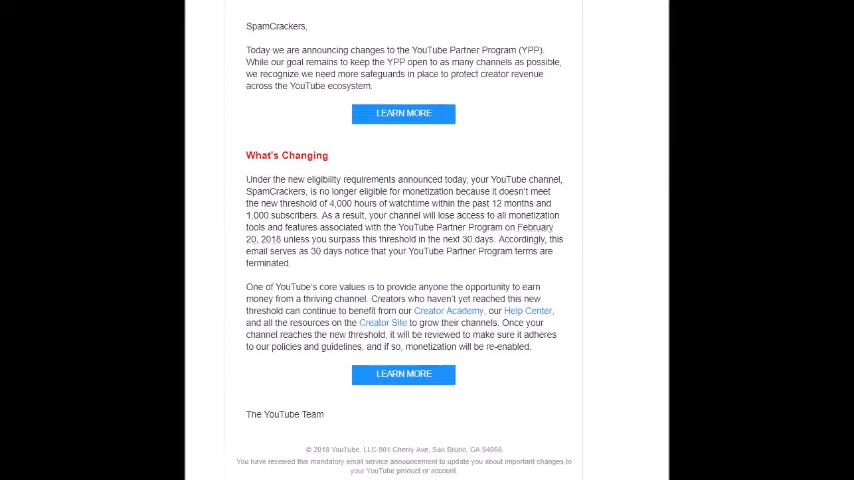 SpamCrackers,
Today we are announcing changes to the YouTube Partner Program (YPP).
While our goal remains to keep the YPP open to as many channels as possible,
we recognize we need more safeguards in place to protect creator revenue
across the YouTube ecosystem.
LEARN MORE
What's Changing
Under the new eligibility requirements announced today, your YouTube channel,
SpamCrackers, is no longer eligible for monetization because it doesn't meet
the new threshold of 4,000 hours of watchtime within the past 12 months and
1,000 subscribers. As a result, your channel will lose access to all monetization
tools and features associated with the YouTube Partner Program on February
20, 2018 unless you surpass this threshold in the next 30 days. Accordingly, this
email serves as 30 days notice that your YouTube Partner Program terms are
terminated.
One of YouTube's core values is to provide anyone the opportunity to earn
money from a thriving channel. Creators who haven't yet reached this new
threshold can continue to benefit from our Creator Academy, our Help Center,
and all the resources on the Creator Site to grow their channels. Once your
channel reaches the new threshold, it will be reviewed to make sure it adheres
to our policies and guidelines, and if so, monetization will be re-enabled.
LEARN MORE
The YouTube Team
© 2018 YouTube, LLC 901 Cherry Ave, San Bruno, CA 94066
You have received this mandatory email service announcement to update you about important changes to
your YouTube product or account.